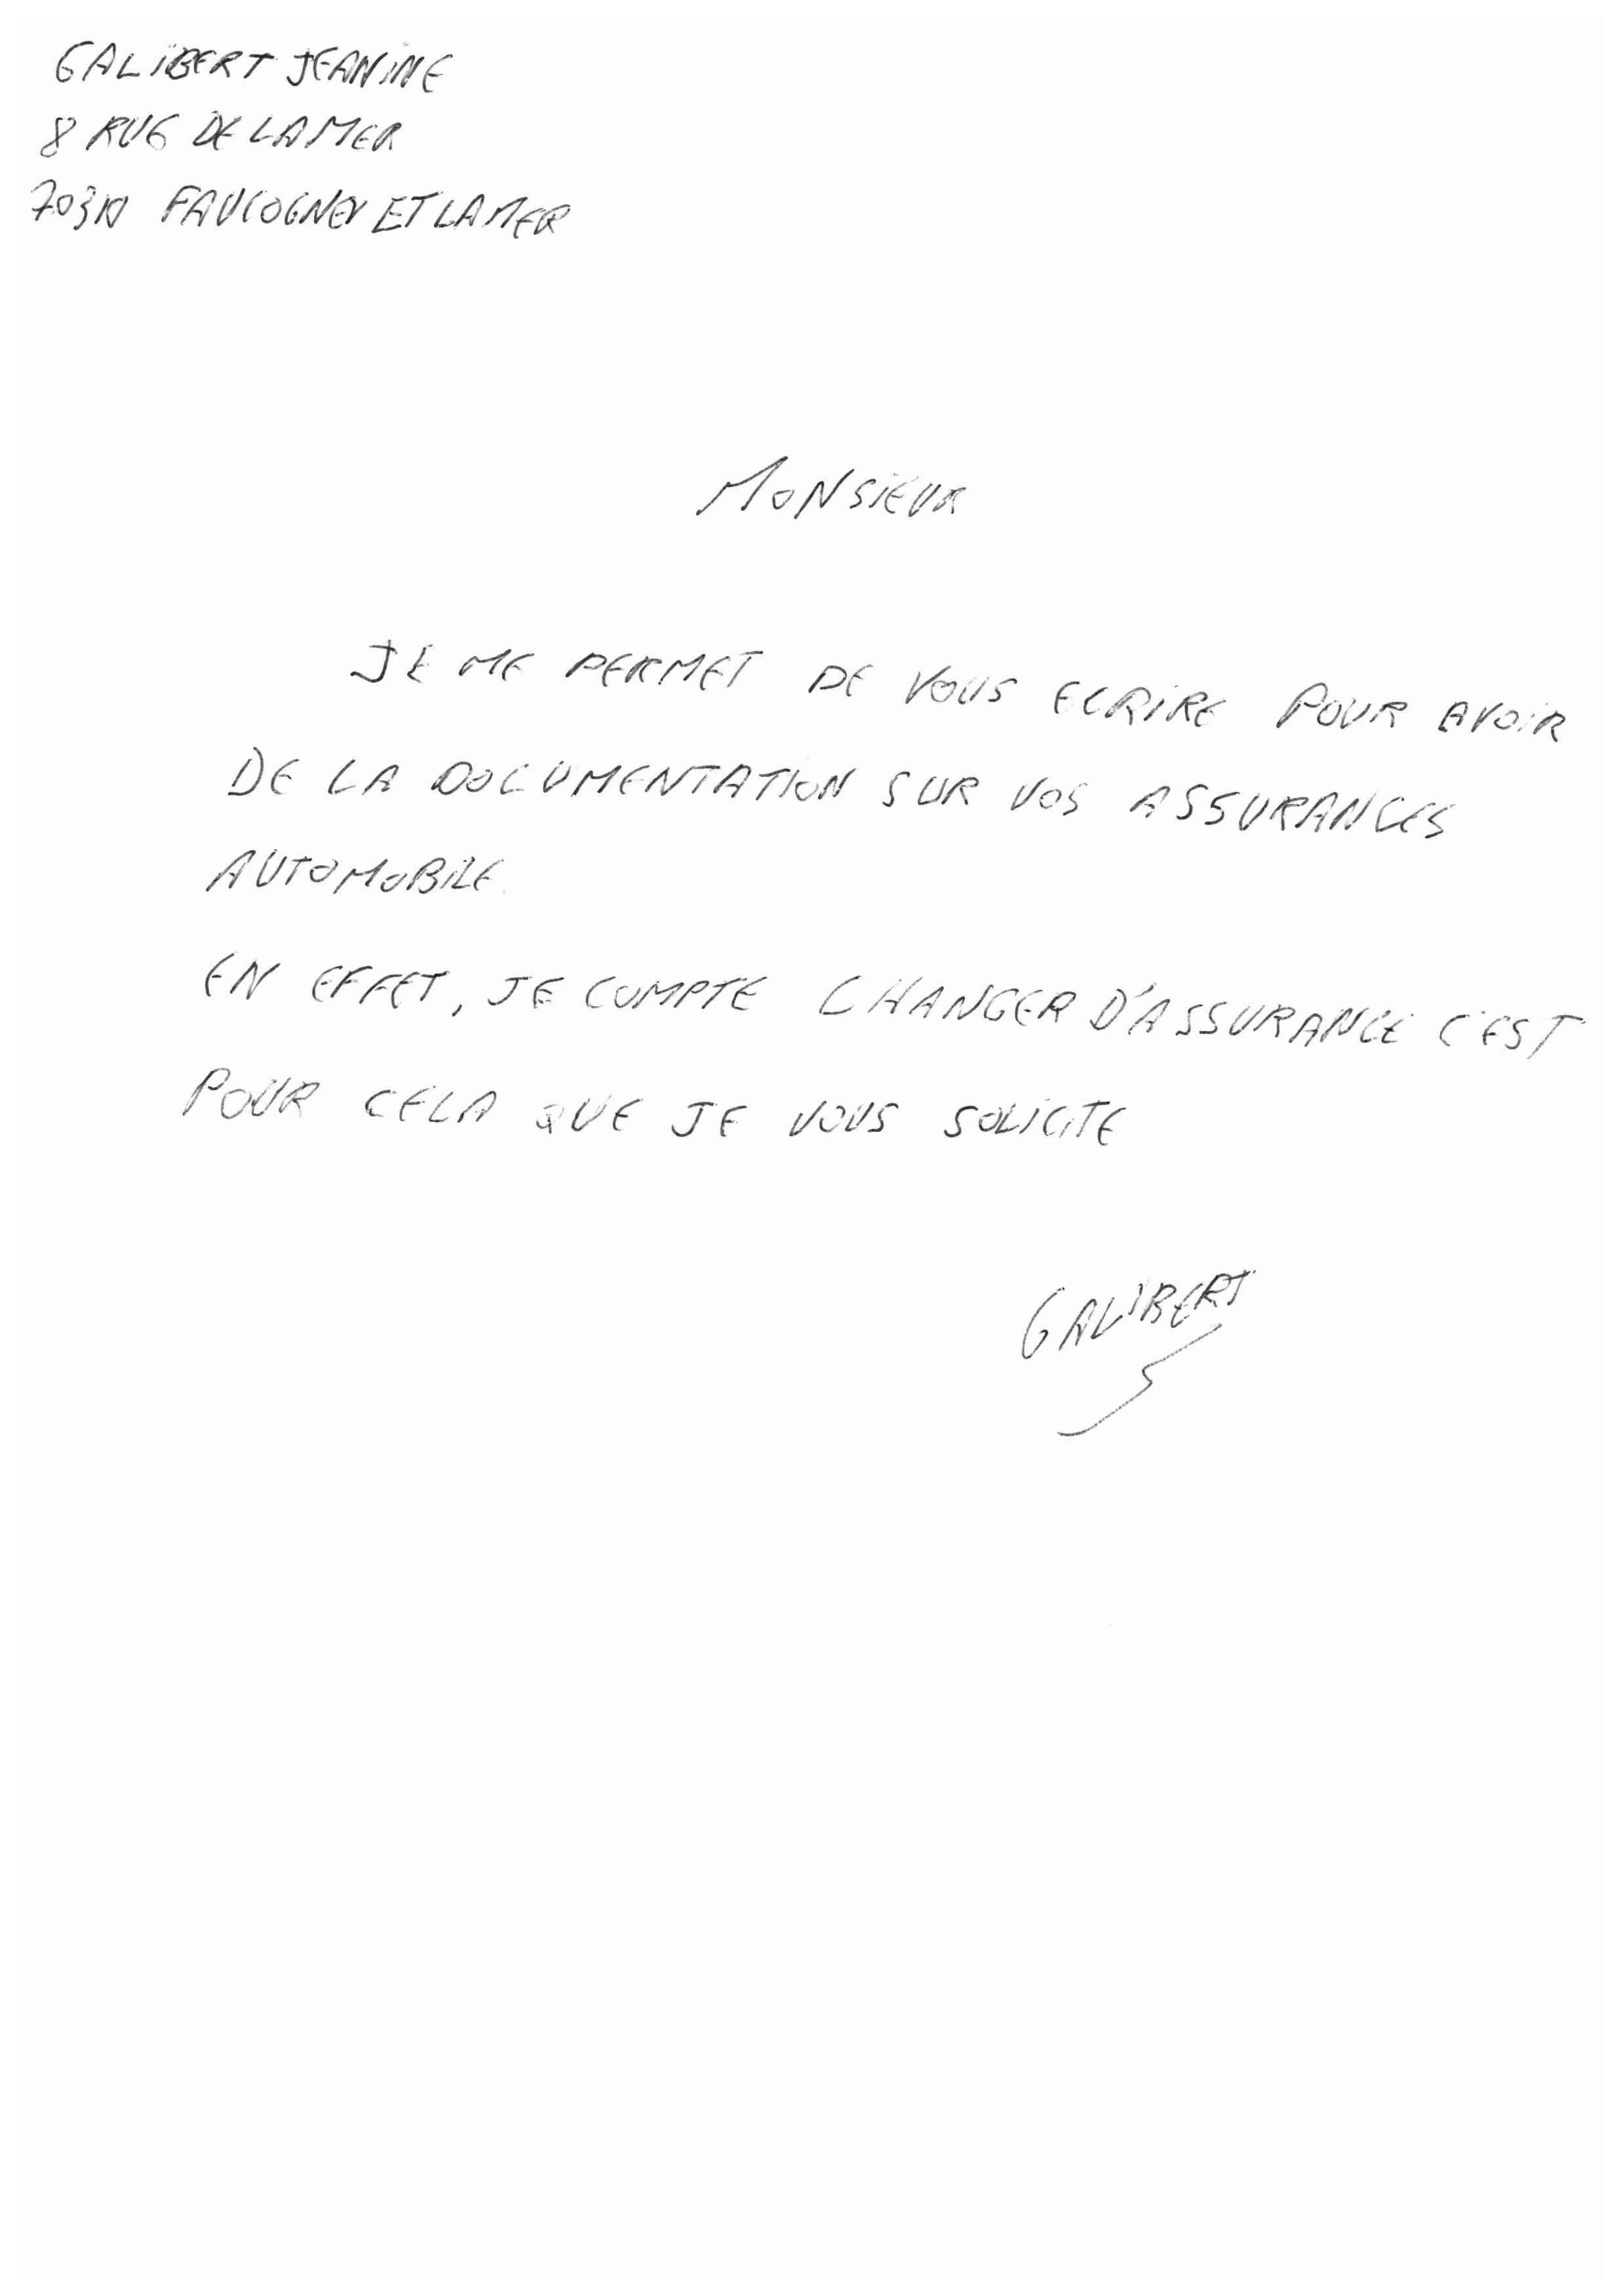 GALIBERT JEANINE
8 RUE DE LA MER
70310 FAUCOGNEY ET LA MER
MONSIEUR
JE ME PERMET DE VOUS ECRIRE POUR AVOIR
DE LA DOCUMENTATION SUR VOS ASSURANCES
AUTOMOBILE.
EN EFFET, JE COMPTE CHANGER D'ASSURANCE C'EST
POUR CELA QUE JE VOUS SOLICITE
GALIBERT